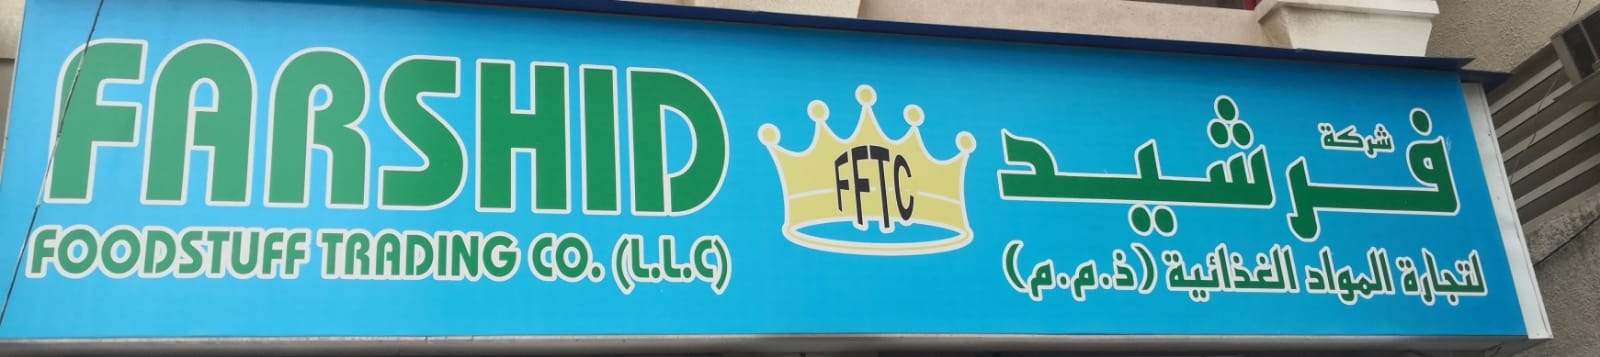 FARSHID
FOODSTUFF TRADING CO. (L.L.C)
FFTC
شركة
فرشيد
لتجارة المواد الغذائية (ذ.م.م)